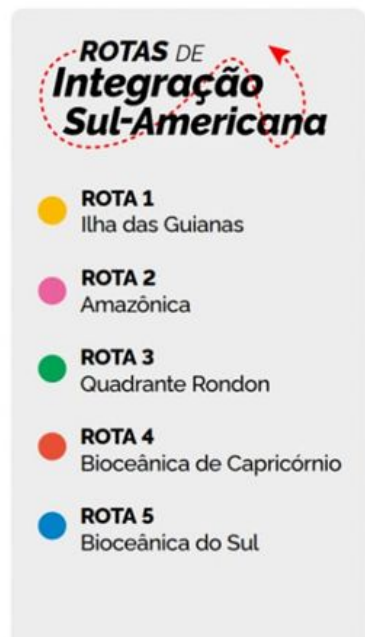 ROTAS DE
Integração
Sul-Americana
ROTA 1
Ilha das Guianas
ROTA 2
Amazônica
ROTA 3
Quadrante Rondon
ROTA 4
Bioceânica de Capricórnio
ROTA 5
Bioceânica do Sul